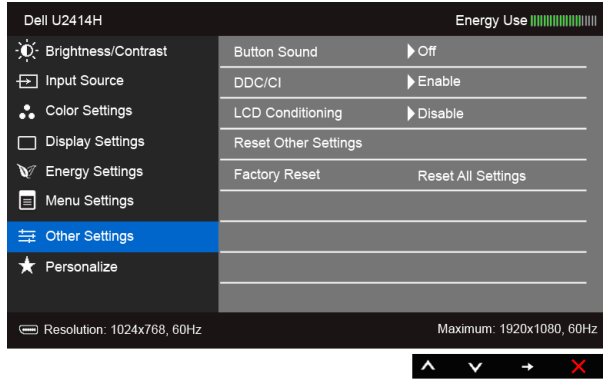 Dell U2414H Energy Use
Brightness/Contrast Button Sound Off
Input Source DDC/CI Enable
Color Settings LCD Conditioning Disable
Display Settings Reset Other Settings
Energy Settings Factory Reset Reset All Settings
Menu Settings
Other Settings
Personalize
Resolution: 1024x768, 60Hz Maximum: 1920x1080, 60Hz